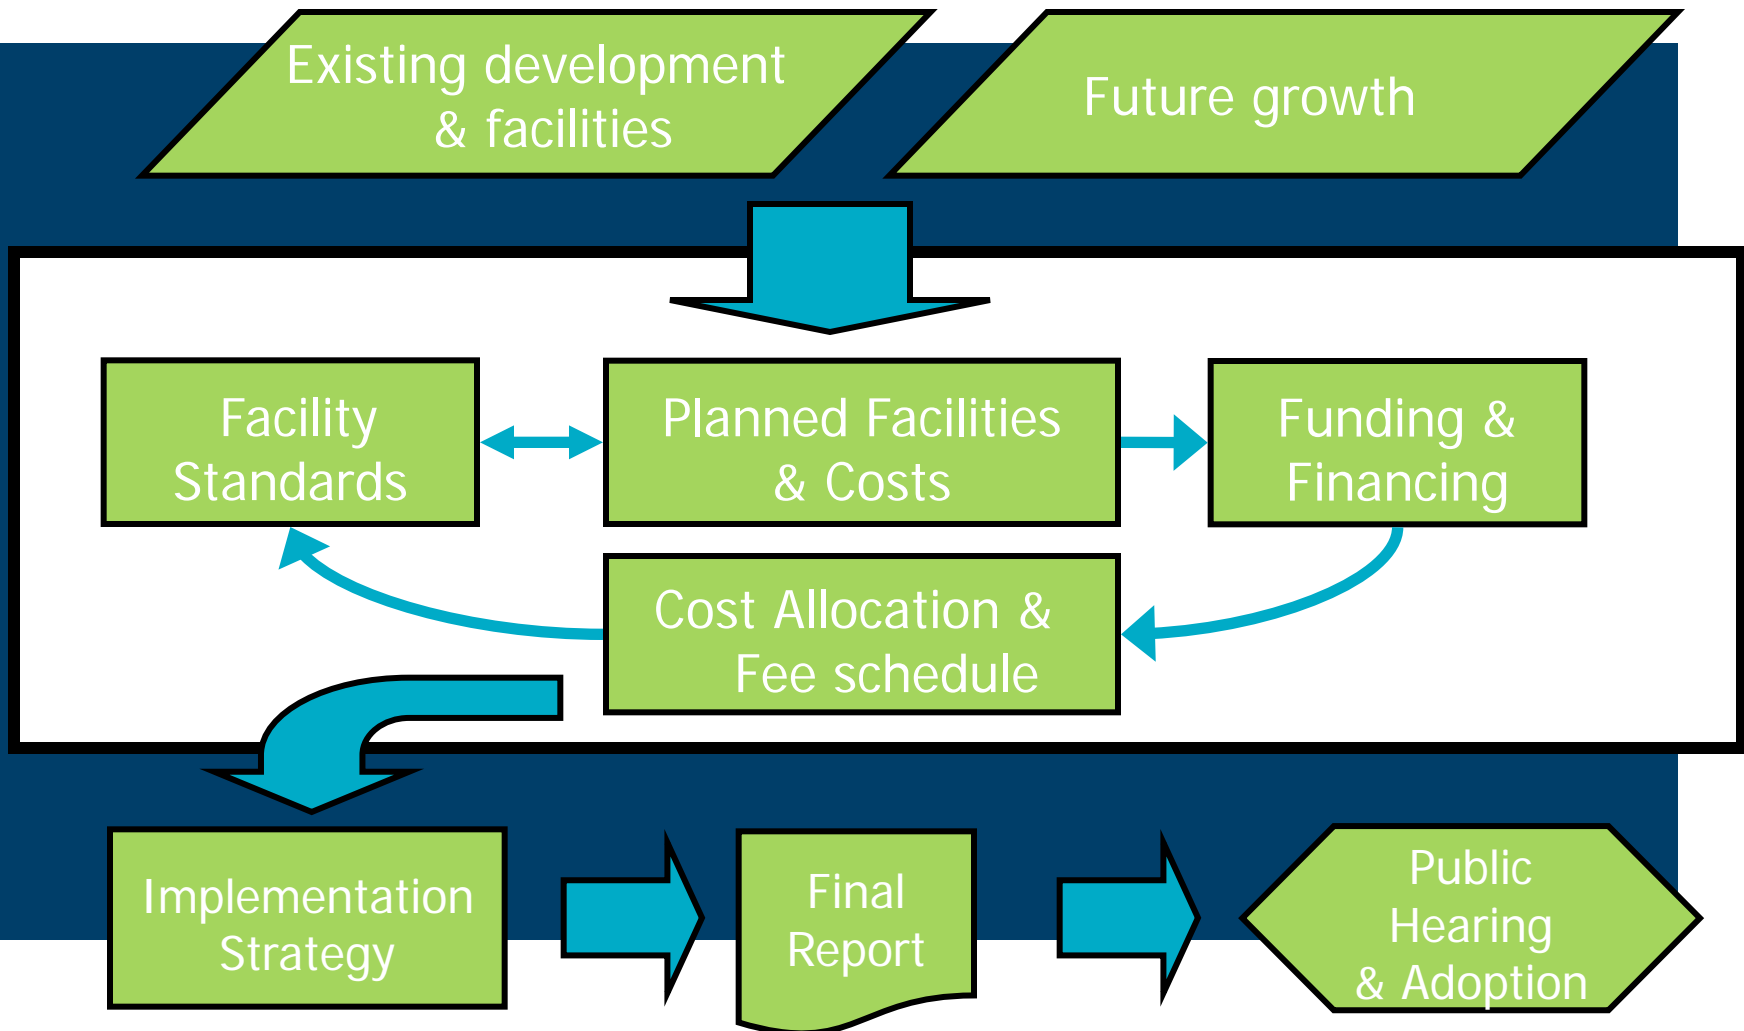 Existing development
& facilities
Future growth
Facility
Standards
Planned Facilities
& Costs
Funding &
Financing
Cost Allocation &
Fee schedule
Implementation
Strategy
Final
Report
Public
Hearing
& Adoption